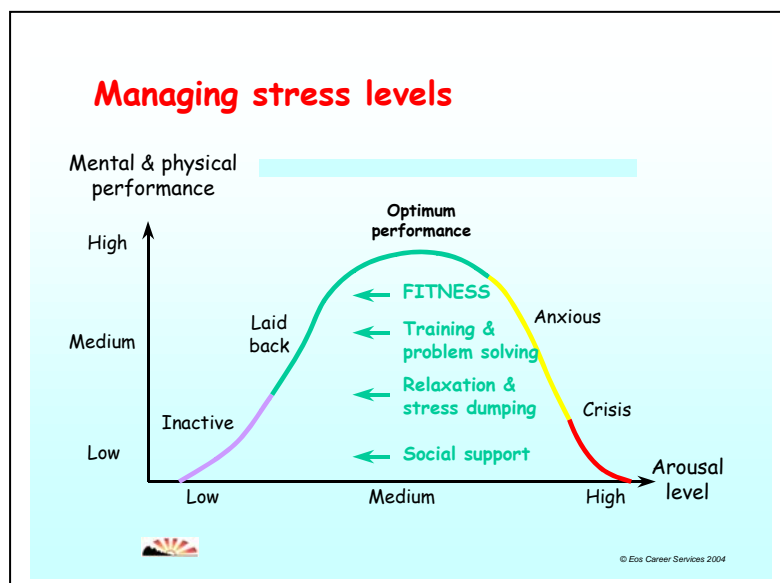 Managing stress levels
Mental & physical
performance
Optimum
performance
High
FITNESS
Anxious
Laid
back
Training &
problem solving
Medium
Relaxation &
stress dumping
Inactive
Crisis
Low
Social support
Arousal
level
Low
Medium
High
© Eos Career Services 2004